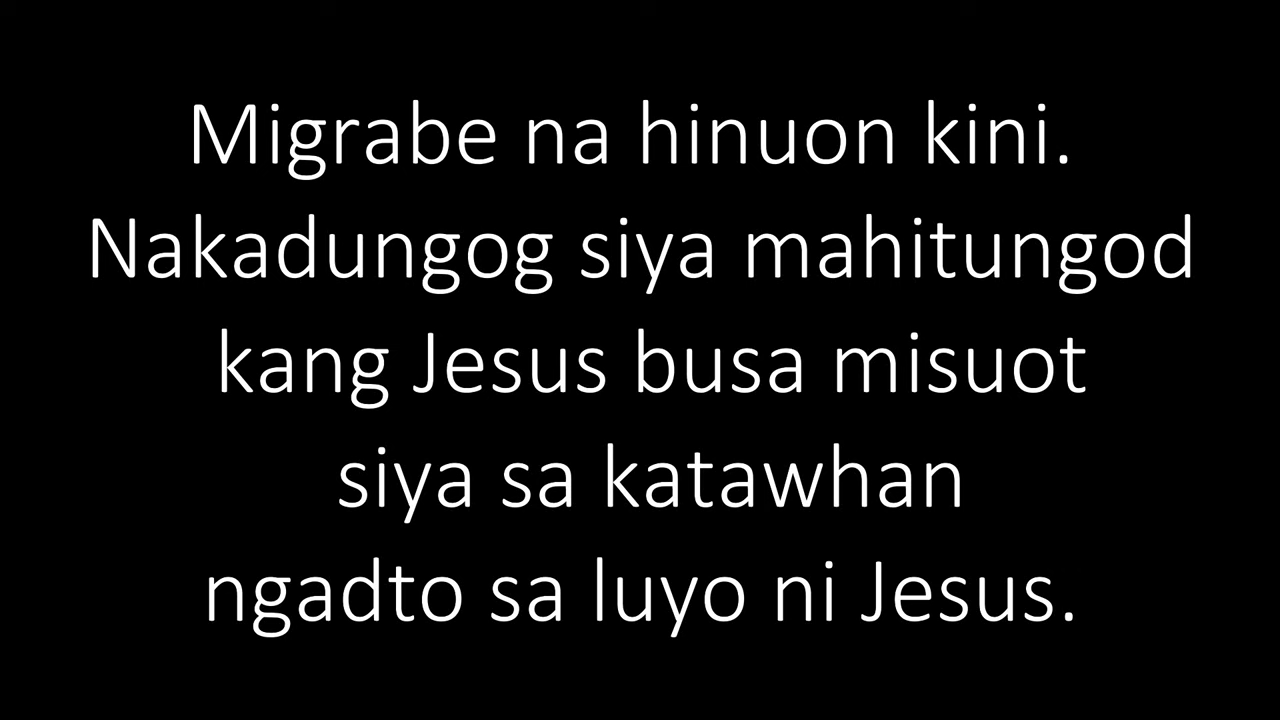 Migrabe na hinuon kini.
Nakadungog siya mahitungod
kang Jesus busa misuot
siya sa katawhan
ngadto sa luyo ni Jesus.